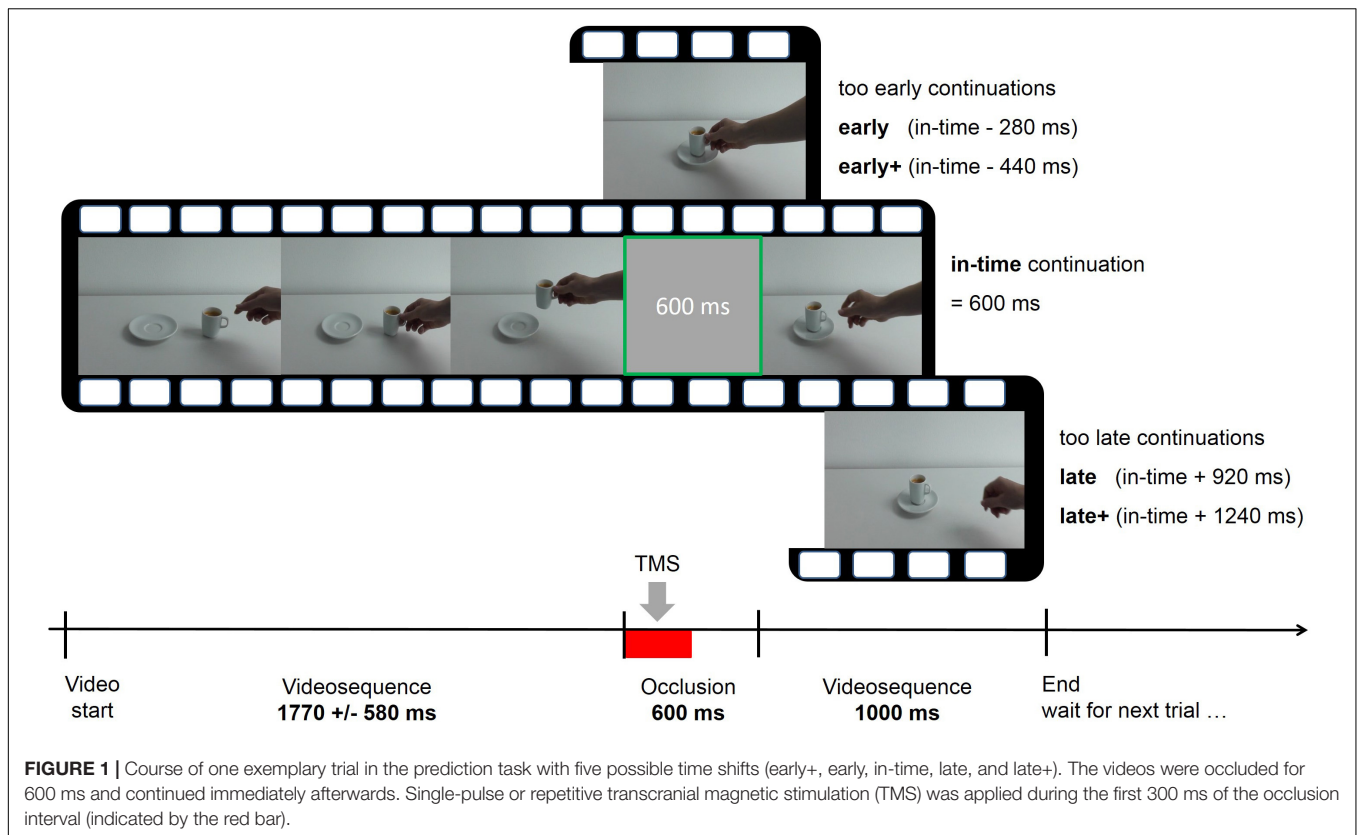 too early continuations
early (in-time - 280 ms)
early+ (in-time - 440 ms)
600 ms
in-time continuation
= 600 ms
too late continuations
late (in-time + 920 ms)
late+ (in-time + 1240 ms)
TMS
Video
start
Videosequence
1770 +/- 580 ms
Occlusion
600 ms
Videosequence
1000 ms
End
wait for next trial ...
FIGURE 1 | Course of one exemplary trial in the prediction task with five possible time shifts (early+, early, in-time, late, and late+). The videos were occluded for
600 ms and continued immediately afterwards. Single-pulse or repetitive transcranial magnetic stimulation (TMS) was applied during the first 300 ms of the occlusion
interval (indicated by the red bar).